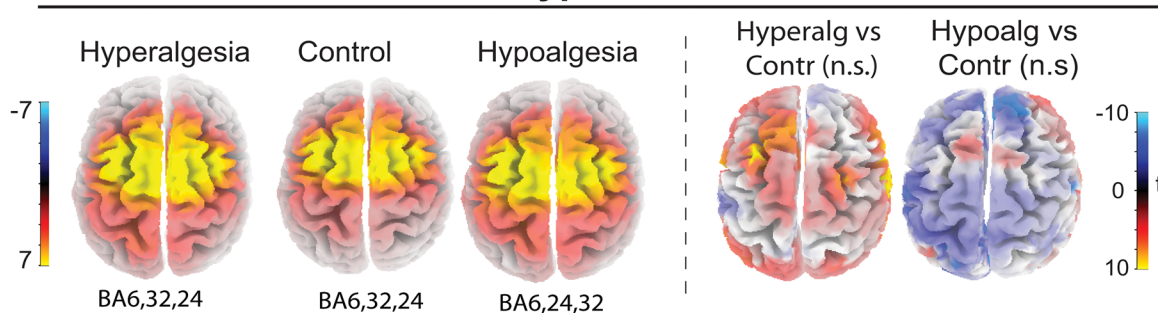 Hyperalgesia
Control
Hypoalgesia
Hyperalg vs
Contr (n.s.)
Hypoalg vs
Contr (n.s)
-7
7
-10
0
10
BA6,32,24
BA6,32,24
BA6,24,32